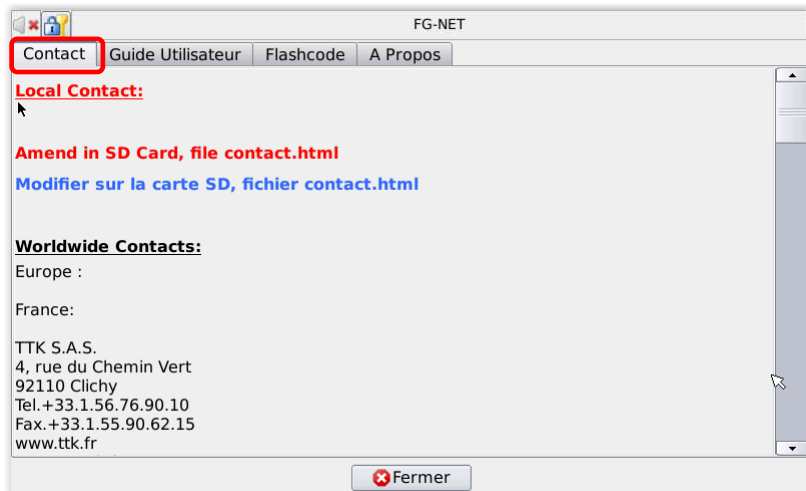 FG-NET
Contact
Guide Utilisateur
Flashcode
A Propos
Local Contact:
Amend in SD Card, file contact.html
Modifier sur la carte SD, fichier contact.html
Worldwide Contacts:
Europe :
France:
TTK S.A.S.
4, rue du Chemin Vert
92110 Clichy
Tel.+33.1.56.76.90.10
Fax.+33.1.55.90.62.15
www.ttk.fr
Fermer